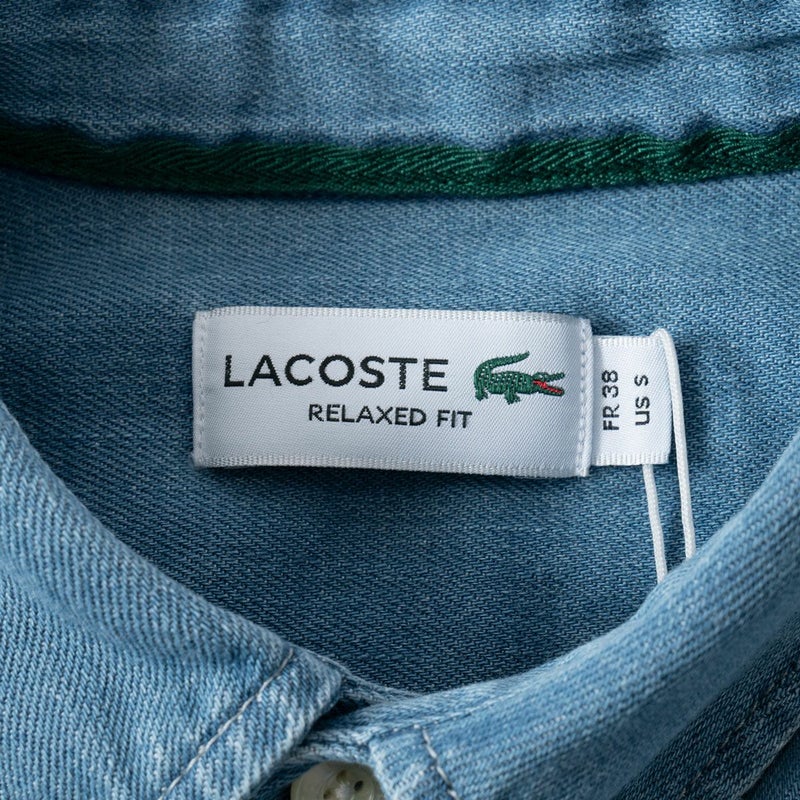 LACOSTE
RELAXED FIT
FR 38
US S